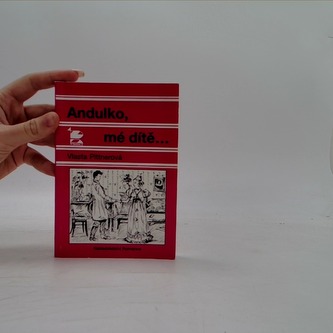 Andulko,
mé dítě...
Vlasta Pittnerová